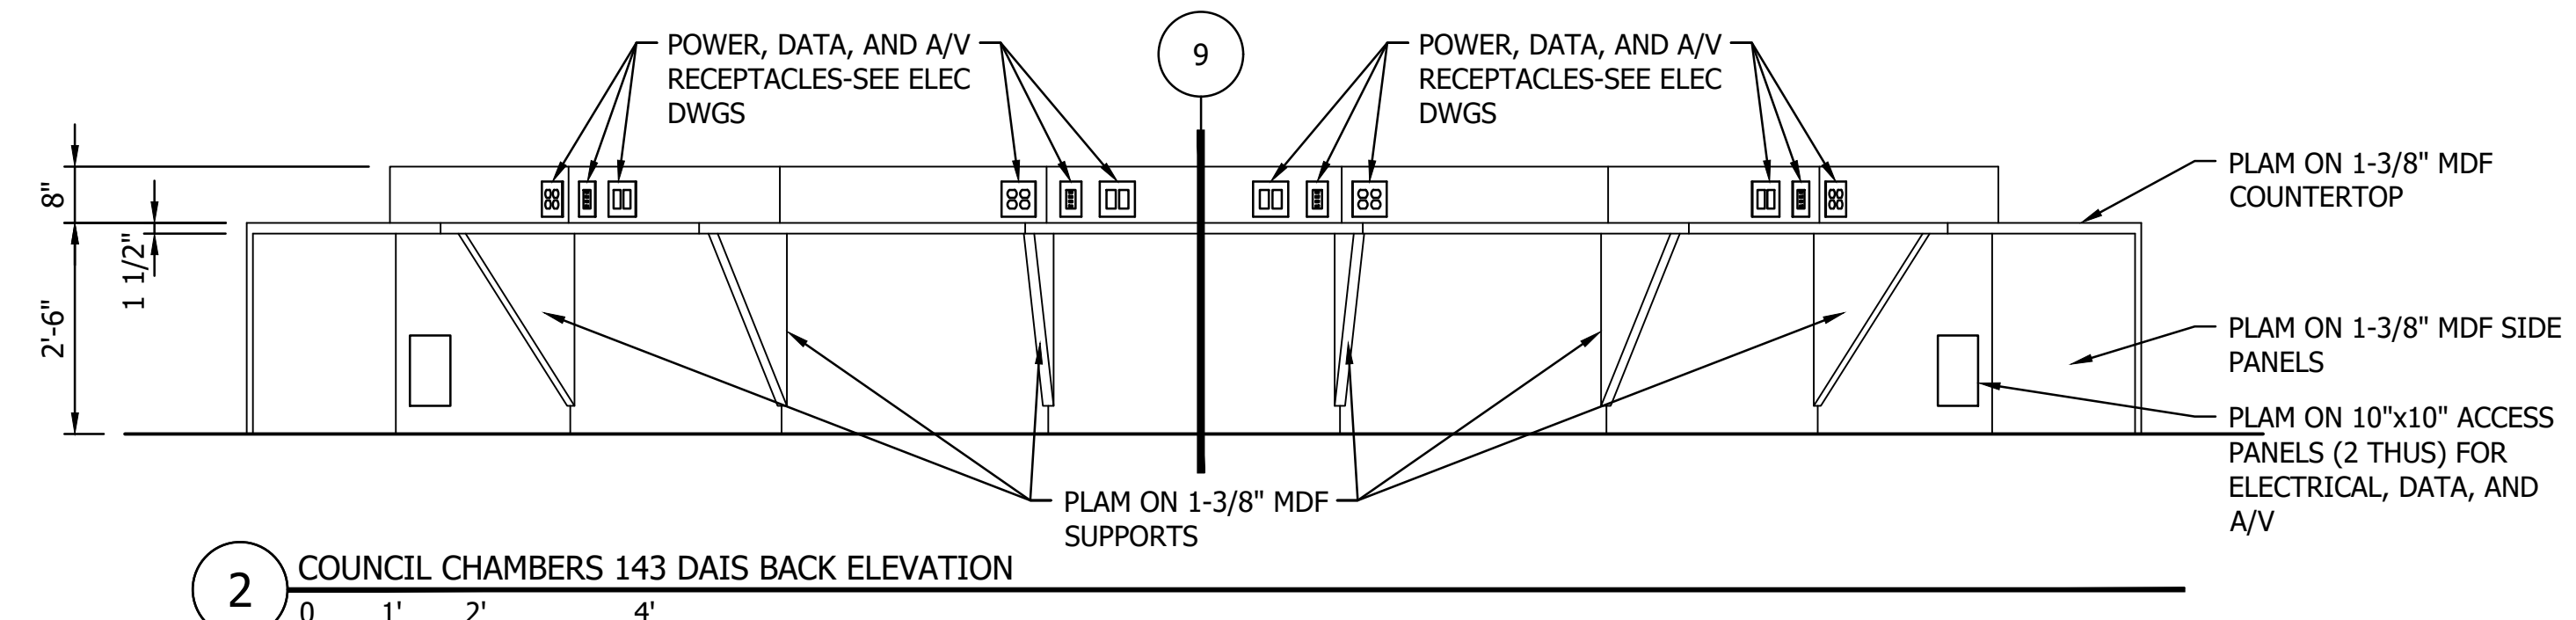 POWER, DATA, AND A/V
RECEPTACLES-SEE ELEC
DWGS
9
POWER, DATA, AND A/V
RECEPTACLES-SEE ELEC
DWGS
8"
1 1/2"
2'-6"
PLAM ON 1-3/8" MDF
COUNTERTOP
PLAM ON 1-3/8" MDF SIDE
PANELS
PLAM ON 10"x10" ACCESS
PANELS (2 THUS) FOR
ELECTRICAL, DATA, AND
A/V
PLAM ON 1-3/8" MDF
SUPPORTS
2
COUNCIL CHAMBERS 143 DAIS BACK ELEVATION
0 1' 2' 4'